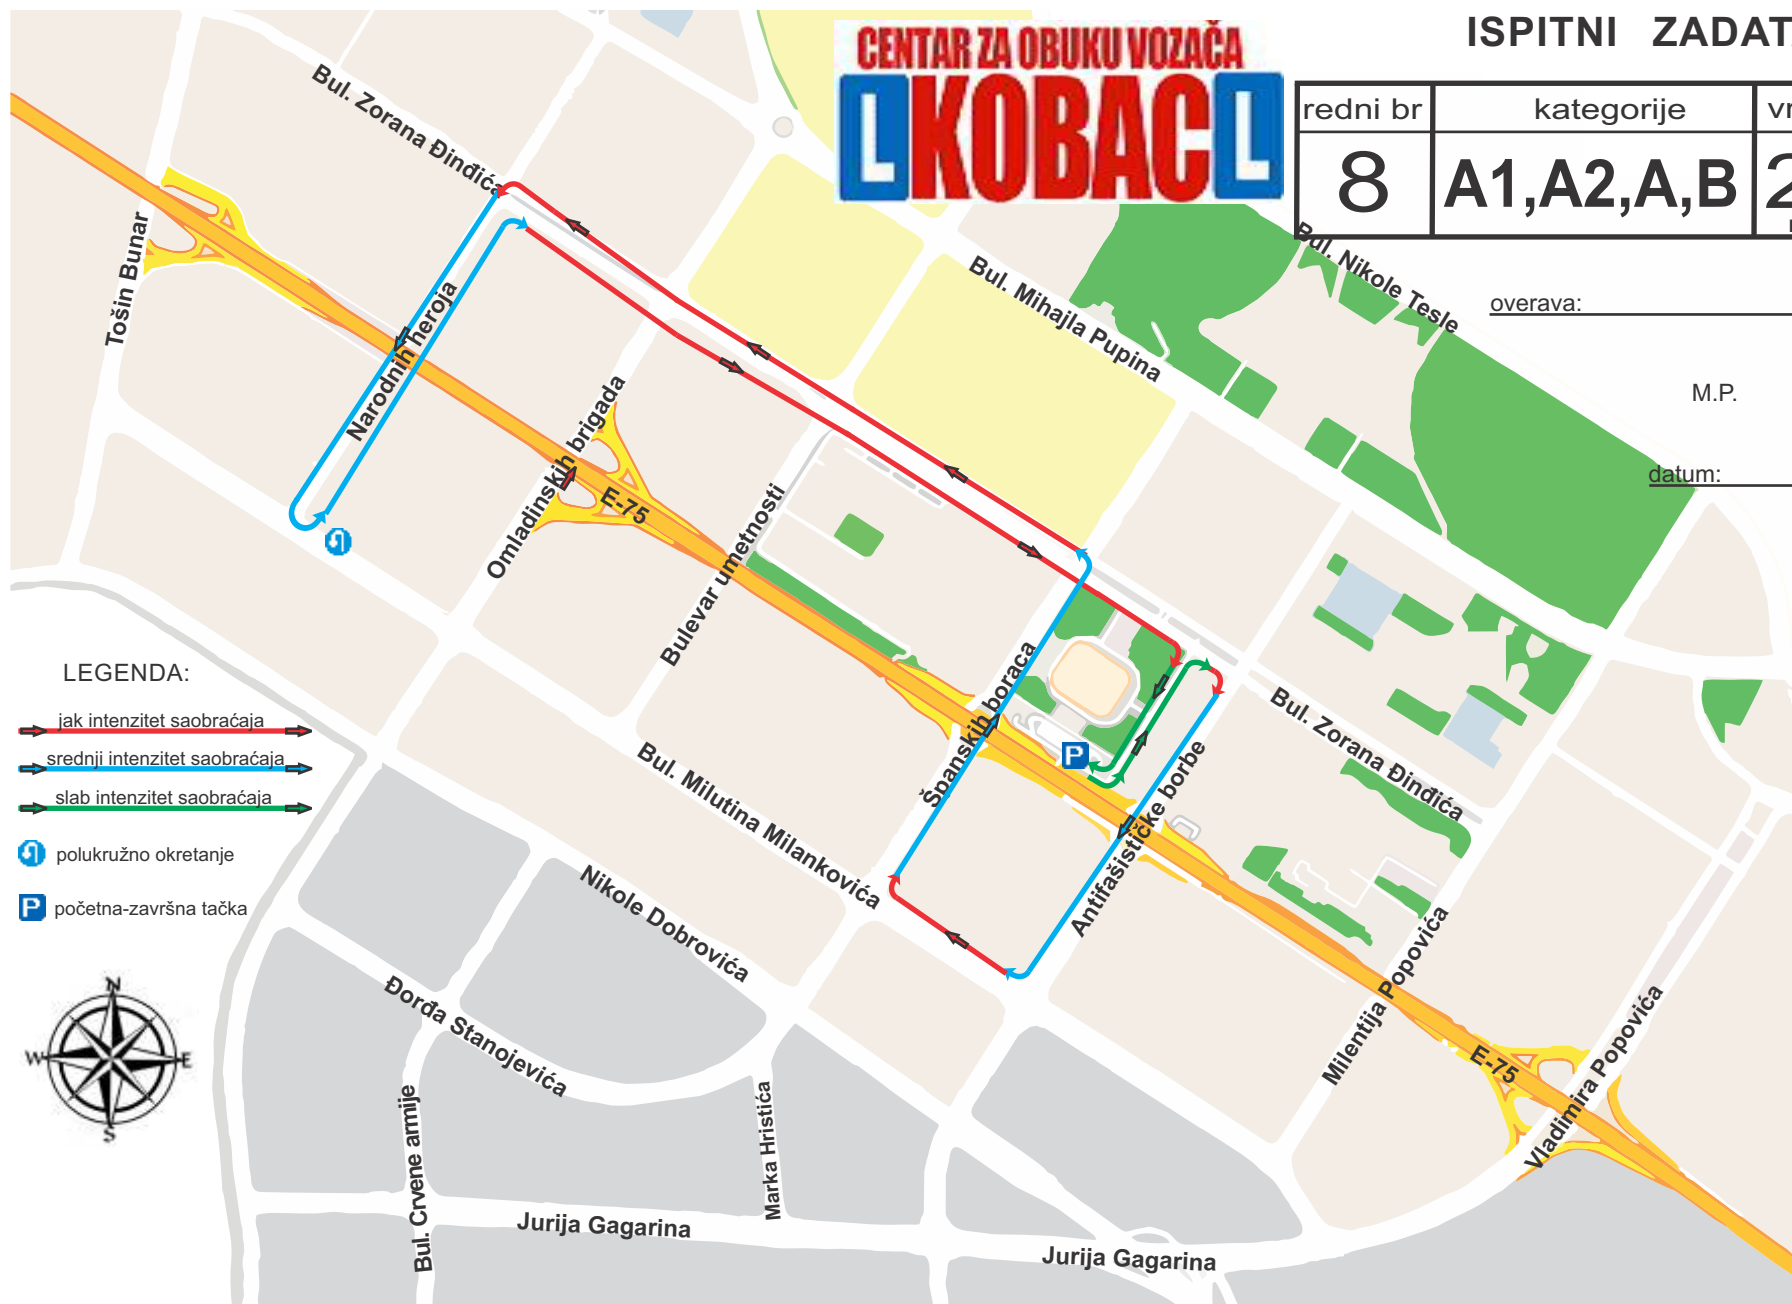 CENTAR ZA OBUKU VOZAČA
L KOBAC L
ISPITNI ZADAT
redni br
kategorije
vr
8
A1,A2,A,B
2
overava:
M.P.
datum:
Bul. Zorana Đinđića
Tošin Bunar
Narodnih heroja
Omladinskih brigada
E-75
Bulevar umetnosti
Bul. Mihajla Pupina
Bul. Nikole Tesle
Španskih boraca
P
Antifašističke borbe
Bul. Zorana Đinđića
Bul. Milutina Milankovića
Nikole Dobrovića
Đorđa Stanojevića
Bul. Crvene armije
Marka Hristića
Jurija Gagarina
Jurija Gagarina
Milentija Popovića
E-75
Vladimira Popovića
LEGENDA:
jak intenzitet saobraćaja
srednji intenzitet saobraćaja
slab intenzitet saobraćaja
polukružno okretanje
P početna-završna tačka
N
W E
S